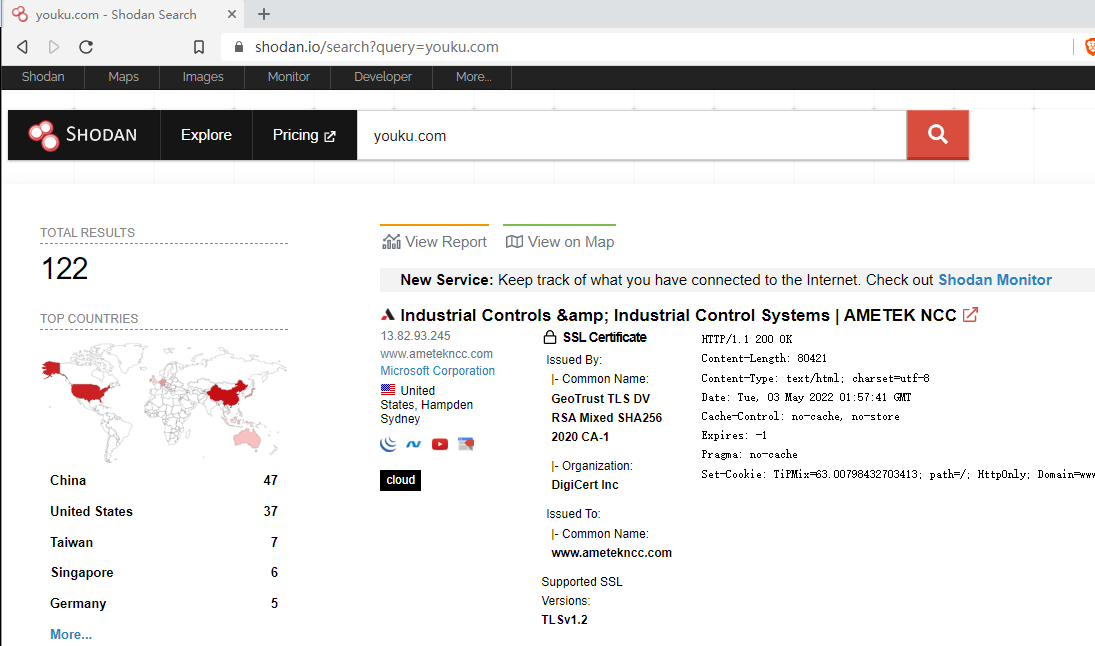 youku.com - Shodan Search
shodan.io/search?query=youku.com
Shodan Maps Images Monitor Developer More...
SHODAN Explore Pricing youku.com
TOTAL RESULTS
122
TOP COUNTRIES
China 47
United States 37
Taiwan 7
Singapore 6
Germany 5
More...
View Report View on Map
New Service: Keep track of what you have connected to the Internet. Check out Shodan Monitor
Industrial Controls &amp; Industrial Control Systems | AMETEK NCC
13.82.93.245
www.ametekncc.com
Microsoft Corporation
United
States, Hampden
Sydney
cloud
SSL Certificate
Issued By:
|- Common Name:
GeoTrust TLS DV
RSA Mixed SHA256
2020 CA-1
|- Organization:
DigiCert Inc
Issued To:
|- Common Name:
www.ametekncc.com
Supported SSL
Versions:
TLSv1.2
HTTP/1.1 200 OK
Content-Length: 80421
Content-Type: text/html; charset=utf-8
Date: Tue, 03 May 2022 01:57:41 GMT
Cache-Control: no-cache, no-store
Expires: -1
Pragma: no-cache
Set-Cookie: TiPMix=63.00798432703413; path=/; HttpOnly; Domain=www